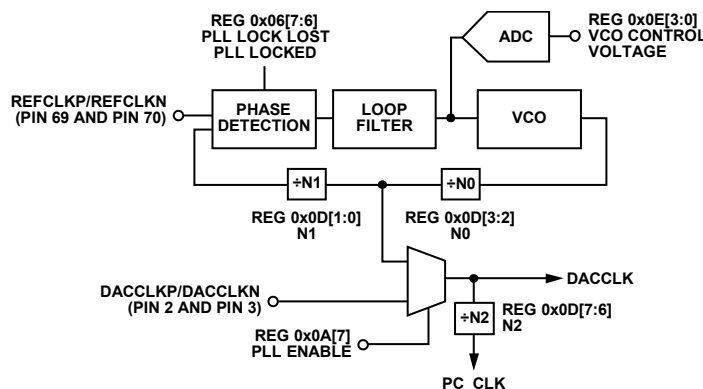 REG 0x06[7:6]
PLL LOCK LOST
PLL LOCKED
ADC
REG 0x0E[3:0]
VCO CONTROL
VOLTAGE
REFCLKP/REFCLKN
(PIN 69 AND PIN 70)
PHASE
DETECTION
LOOP
FILTER
VCO
÷N1
÷N0
REG 0x0D[1:0]
N1
REG 0x0D[3:2]
N0
DACCLKP/DACCLKN
(PIN 2 AND PIN 3)
DACCLK
÷N2
REG 0x0D[7:6]
N2
REG 0x0A[7]
PLL ENABLE
PC_CLK